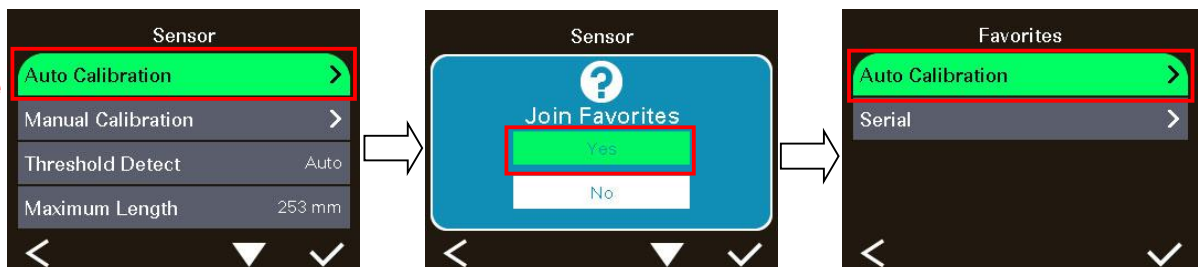 Sensor
Auto Calibration
Manual Calibration
Threshold Detect Auto
Maximum Length 253 mm
Sensor
?
Join Favorites
Yes
No
Favorites
Auto Calibration
Serial